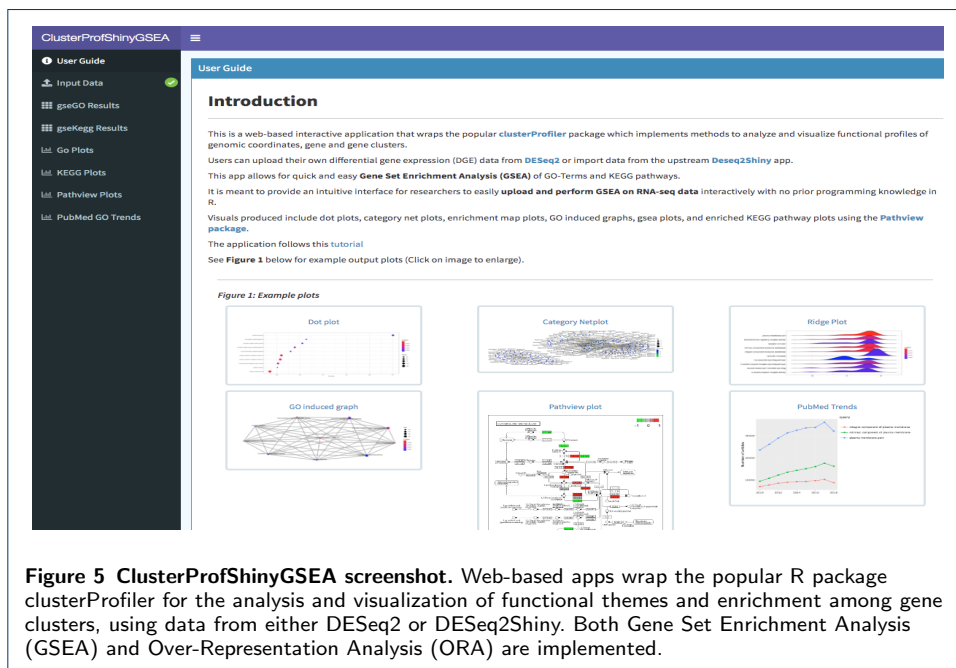 ClusterProfShinyGSEA
User Guide
Input Data
gseGO Results
gseKegg Results
Go Plots
KEGG Plots
Pathview Plots
PubMed GO Trends
User Guide
Introduction
This is a web-based interactive application that wraps the popular clusterProfiler package which implements methods to analyze and visualize functional profiles of
genomic coordinates, gene and gene clusters.
Users can upload their own differential gene expression (DGE) data from DESeq2 or import data from the upstream Deseq2Shiny app.
This app allows for quick and easy Gene Set Enrichment Analysis (GSEA) of GO-Terms and KEGG pathways.
It is meant to provide an intuitive interface for researchers to easily upload and perform GSEA on RNA-seq data interactively with no prior programming knowledge in
R.
Visuals produced include dot plots, category net plots, enrichment map plots, GO induced graphs, gsea plots, and enriched KEGG pathway plots using the Pathview
package.
The application follows this tutorial
See Figure 1 below for example output plots (Click on image to enlarge).
Figure 1: Example plots
Dot plot
Category Netplot
Ridge Plot
GO induced graph
Pathview plot
PubMed Trends
Figure 5 ClusterProfShinyGSEA screenshot. Web-based apps wrap the popular R package
clusterProfiler for the analysis and visualization of functional themes and enrichment among gene
clusters, using data from either DESeq2 or DESeq2Shiny. Both Gene Set Enrichment Analysis
(GSEA) and Over-Representation Analysis (ORA) are implemented.